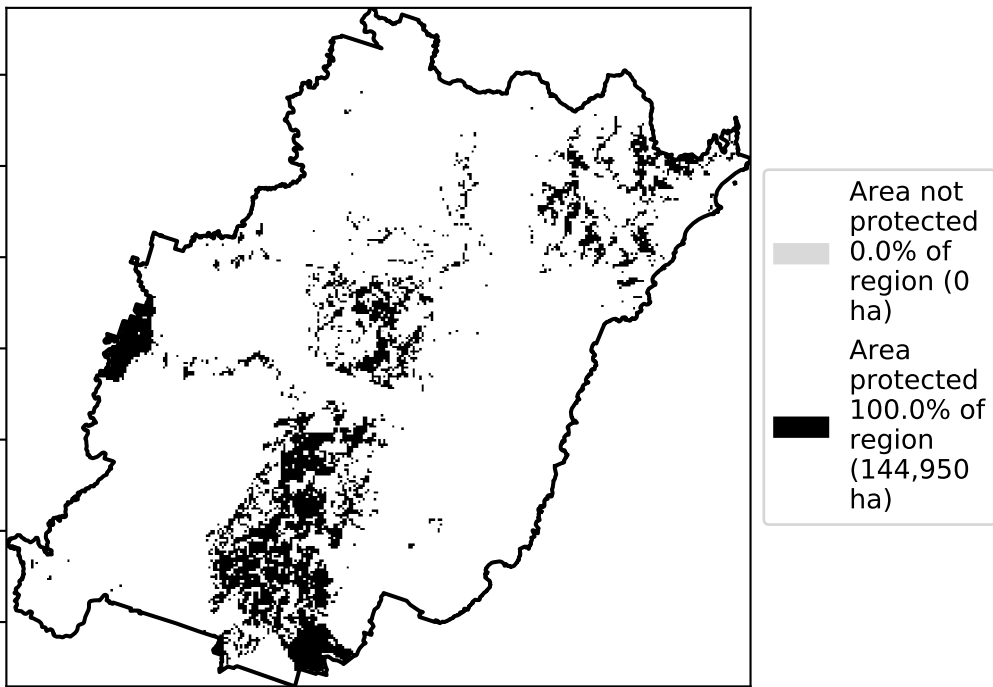 Area not
protected
0.0% of
region (0
ha)
Area
protected
100.0% of
region
(144,950
ha)